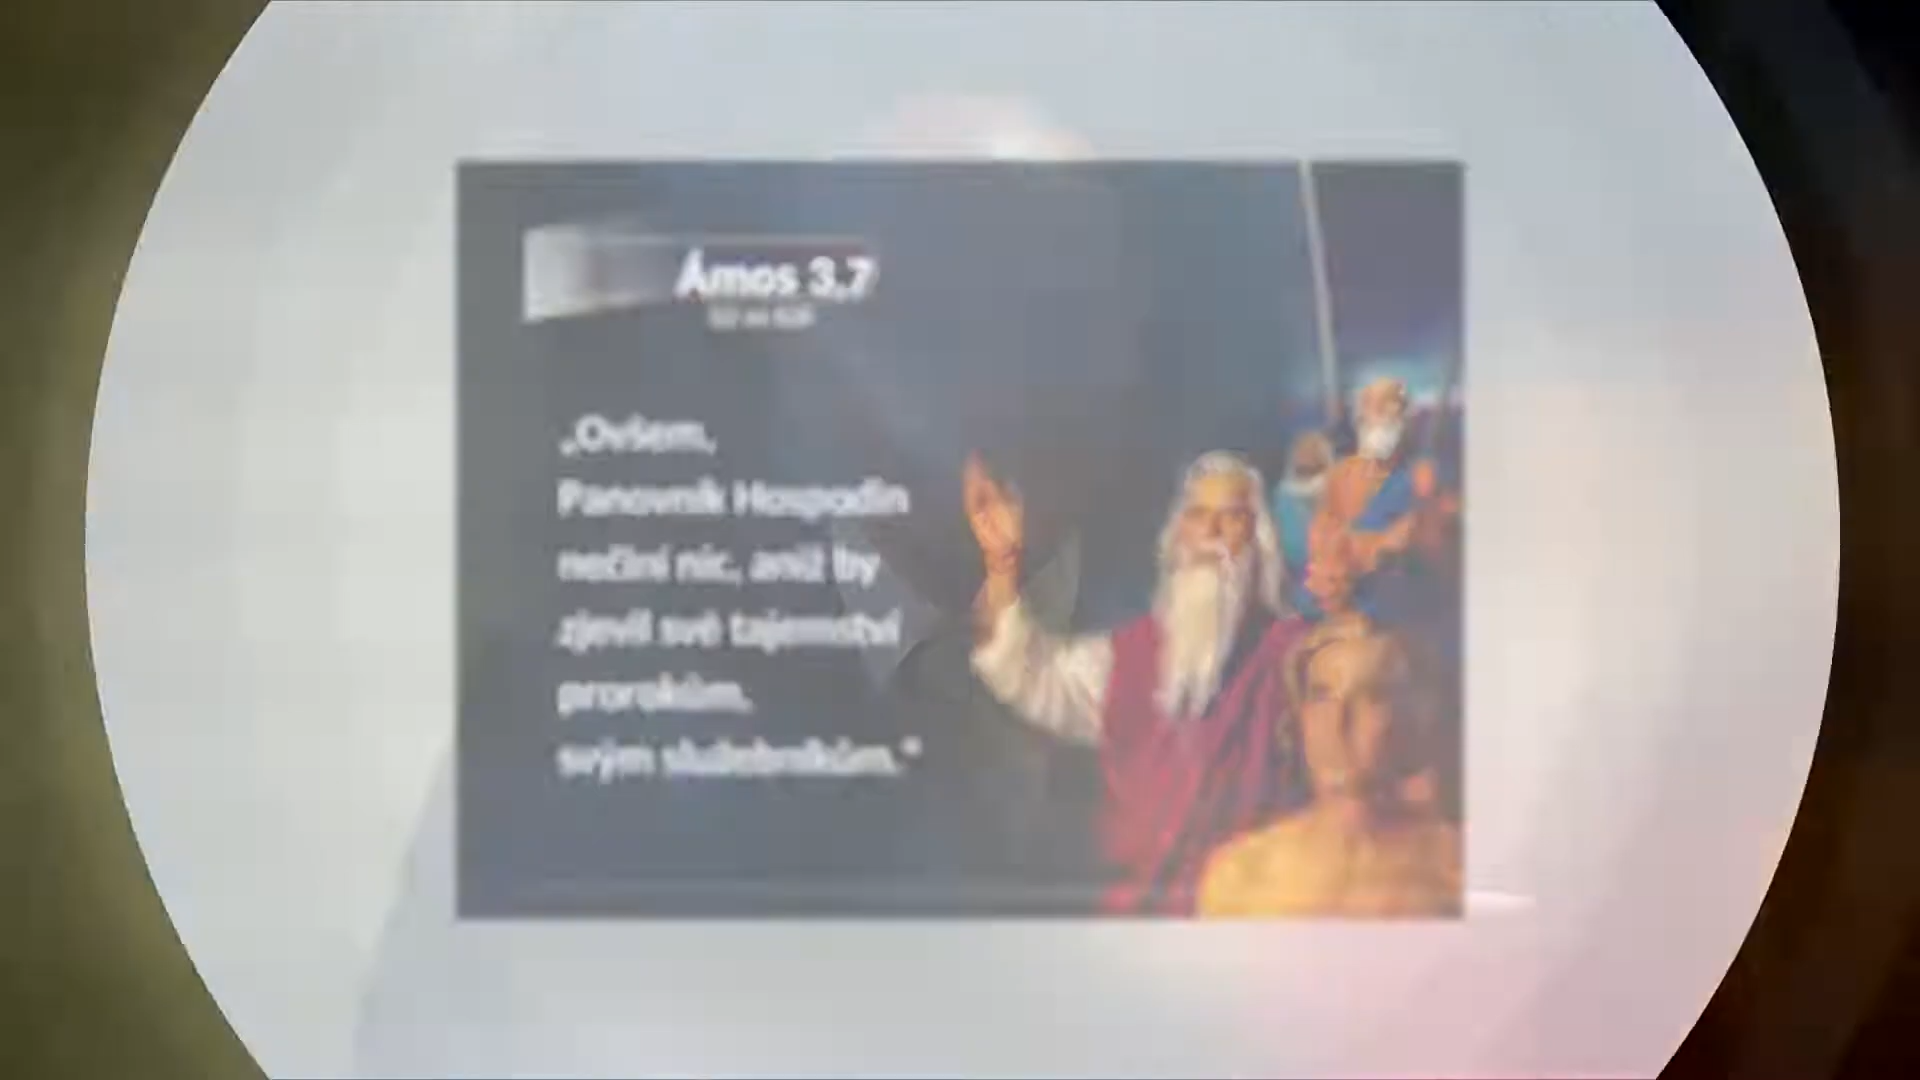 Ámos 3,7
„Ovšem,
Panovník Hospodin
nečiní nic, aniž by
zjevil své tajemství
prorokům,
svým služebníkům.“